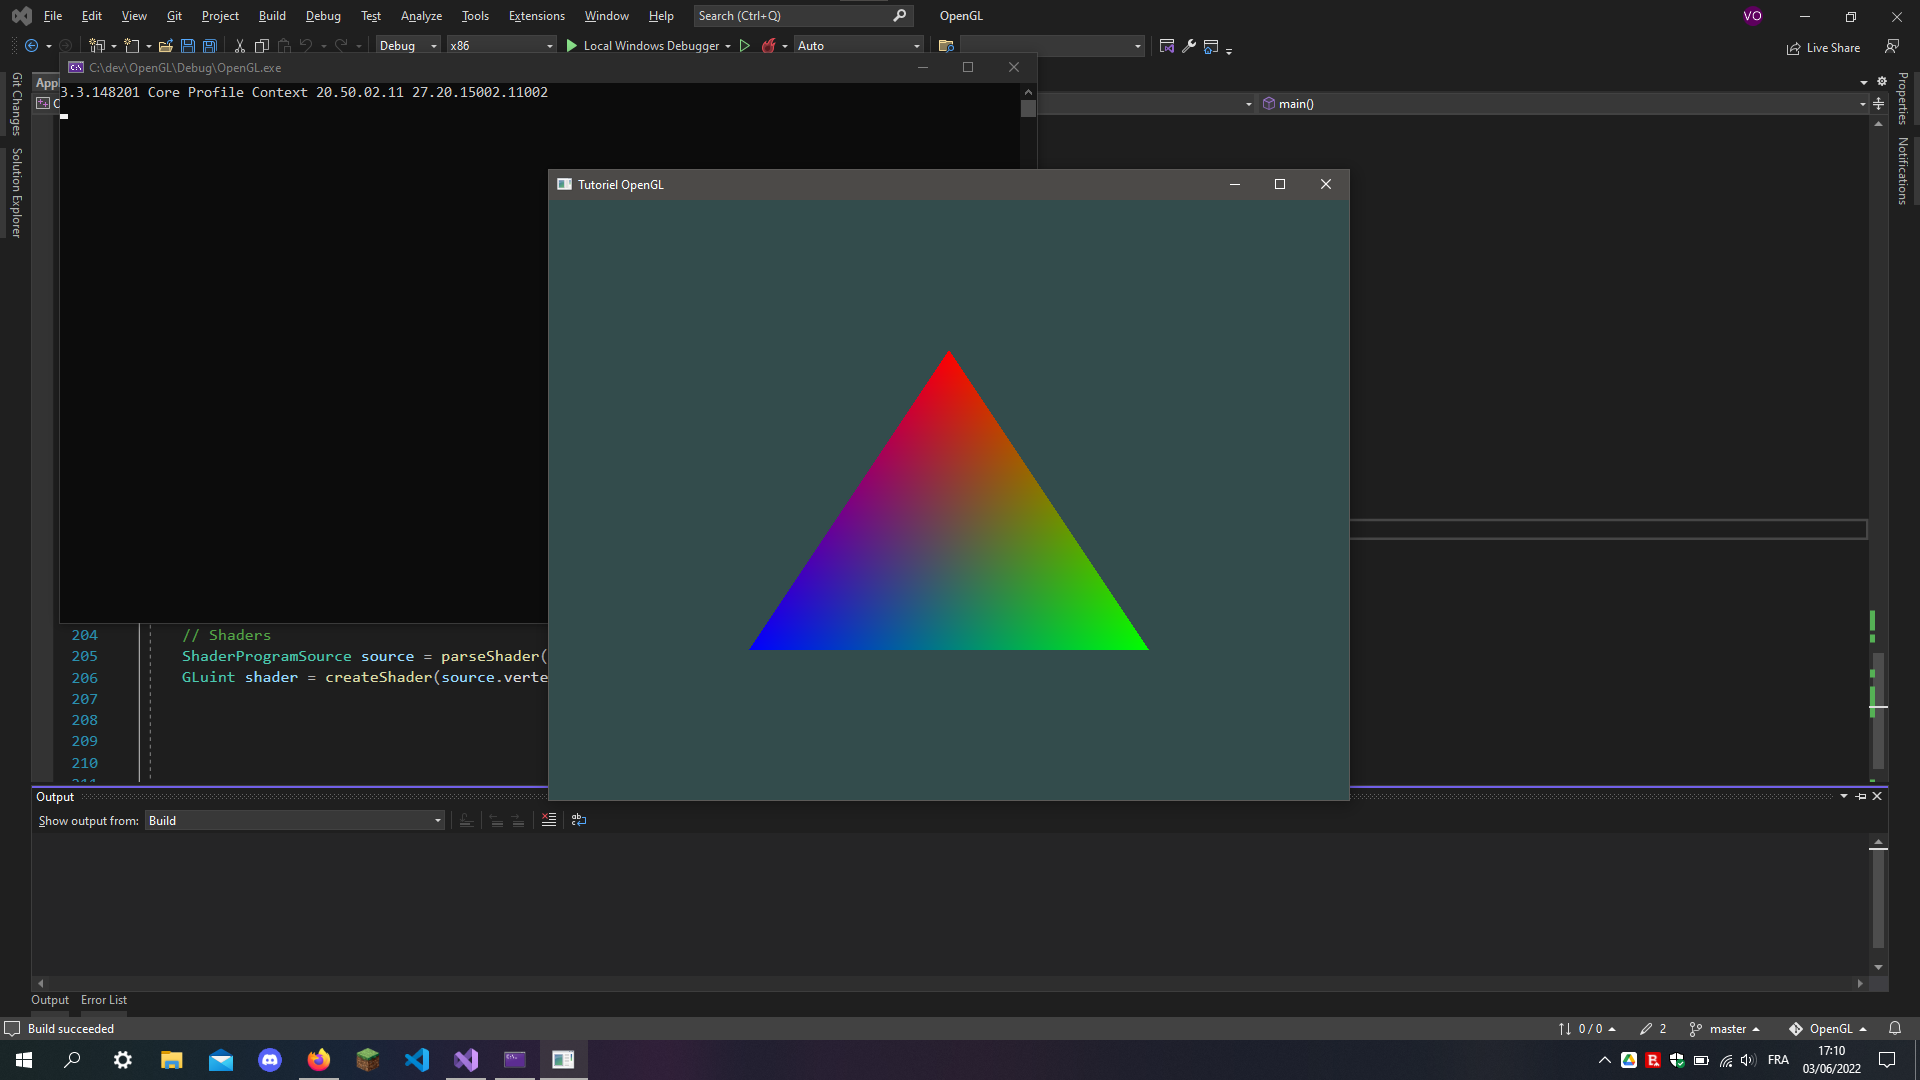 File Edit View Git Project Build Debug Test Analyze Tools Extensions Window Help Search (Ctrl+Q) OpenGL VO
Debug x86 Local Windows Debugger Auto Live Share
C:\dev\OpenGL\Debug\OpenGL.exe
App
3.3.148201 Core Profile Context 20.50.02.11 27.20.15002.11002
main()
Git Changes
Solution Explorer
Properties
Notifications
Tutoriel OpenGL
204 // Shaders
205 ShaderProgramSource source = parseShader(
206 GLuint shader = createShader(source.verte
207
208
209
210
211
Output
Show output from: Build
Output Error List
Build succeeded 0 / 0 2 master OpenGL
FRA 17:10
03/06/2022